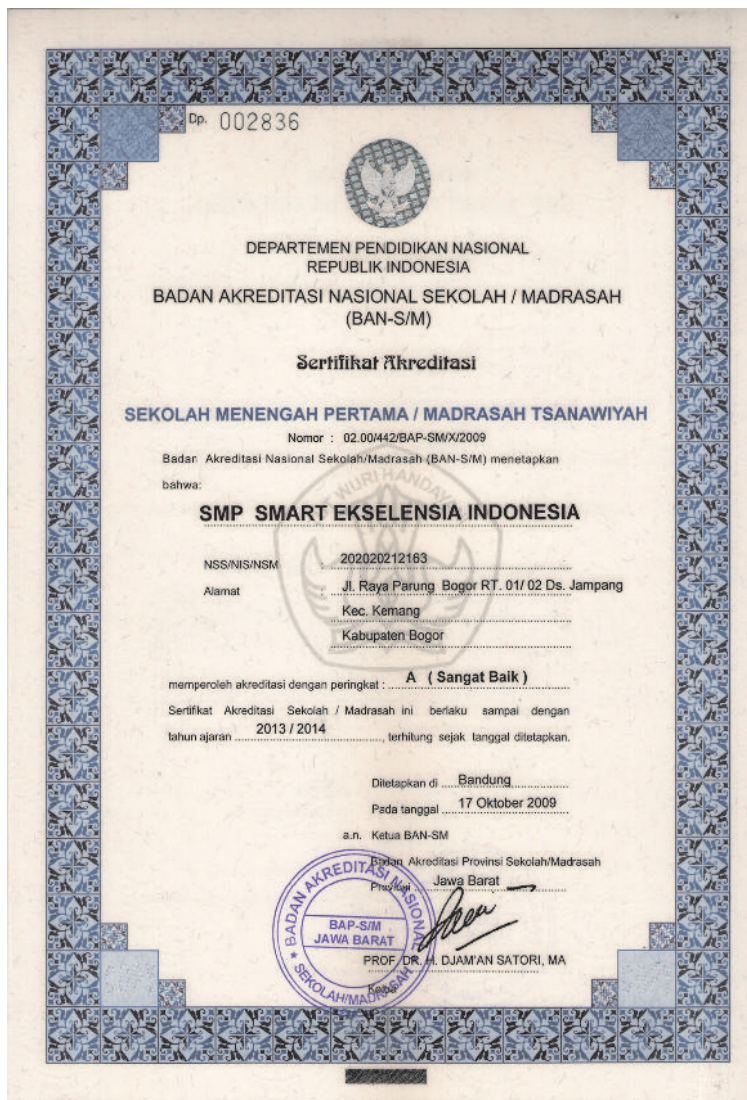 Dp. 002836
DEPARTEMEN PENDIDIKAN NASIONAL
REPUBLIK INDONESIA
BADAN AKREDITASI NASIONAL SEKOLAH / MADRASAH
(BAN-S/M)
Sertifikat Akreditasi
SEKOLAH MENENGAH PERTAMA / MADRASAH TSANAWIYAH
Nomor : 02.00/442/BAP-SM/X/2009
Badan Akreditasi Nasional Sekolah/Madrasah (BAN-S/M) menetapkan
bahwa:
SMP SMART EKSELENSIA INDONESIA
NSS/NIS/NSM : 202020212163
Alamat : Jl. Raya Parung Bogor RT. 01/ 02 Ds. Jampang
Kec. Kemang
Kabupaten Bogor
memperoleh akreditasi dengan peringkat : A ( Sangat Baik )
Sertifikat Akreditasi Sekolah / Madrasah ini berlaku sampai dengan
tahun ajaran 2013 / 2014, terhitung sejak tanggal ditetapkan.
Ditetapkan di Bandung
Pada tanggal 17 Oktober 2009
a.n. Ketua BAN-SM
Badan Akreditasi Provinsi Sekolah/Madrasah
Provinsi Jawa Barat
BADAN AKREDITASI NASIONAL
BAP-S/M
JAWA BARAT
SEKOLAH/MADRASAH
PROF. DR. H. DJAM'AN SATORI, MA
Ketua